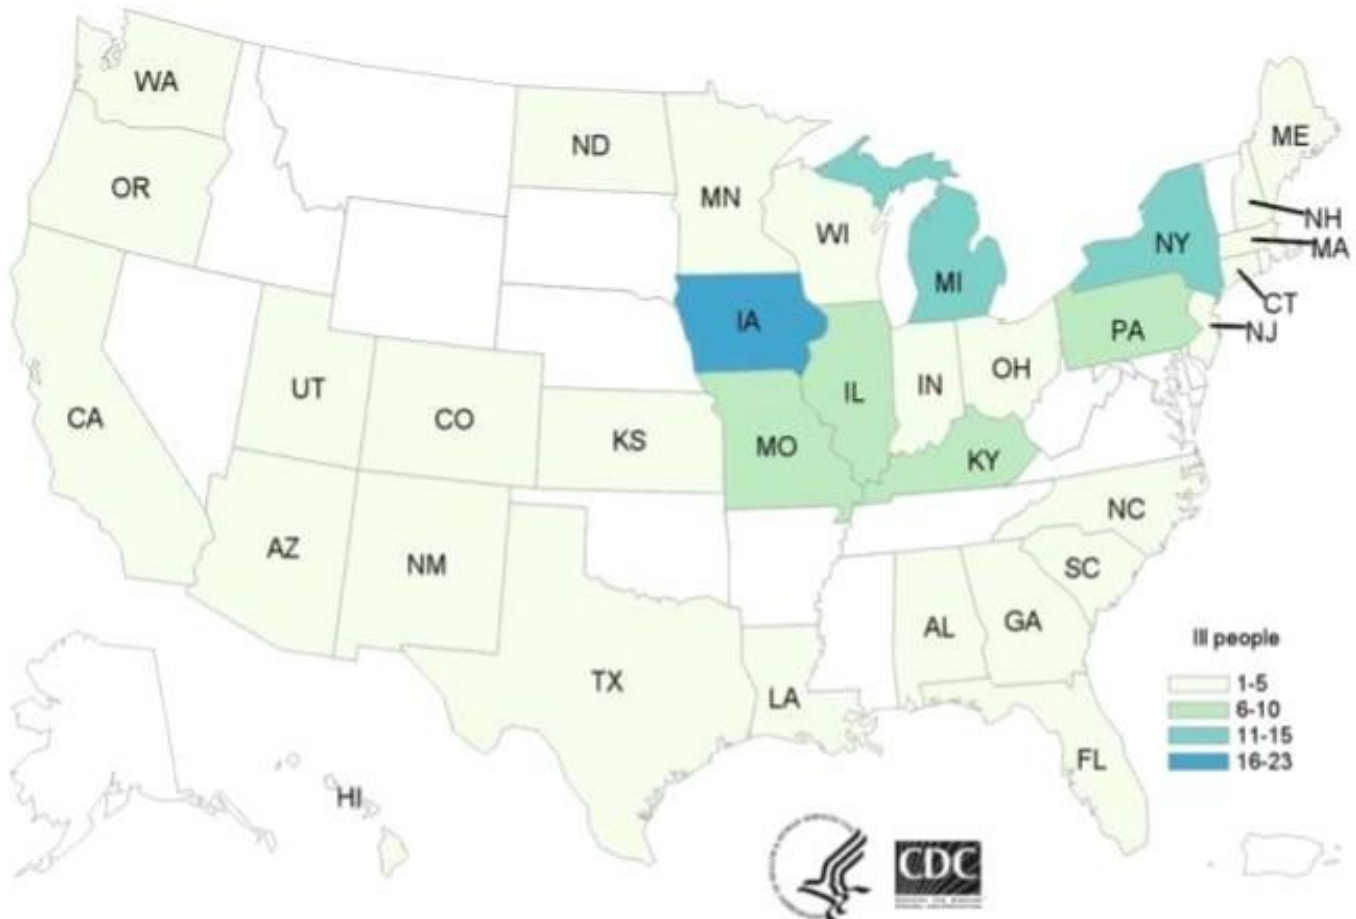 WA
ND
ME
OR
MN
WI
NH
NY
MA
MI
CT
IA
PA
NJ
UT
IL
IN
OH
CA
CO
KS
MO
KY
NC
AZ
NM
SC
AL
GA
Ill people
TX
LA
1-5
6-10
11-15
FL
16-23
HI
CDC